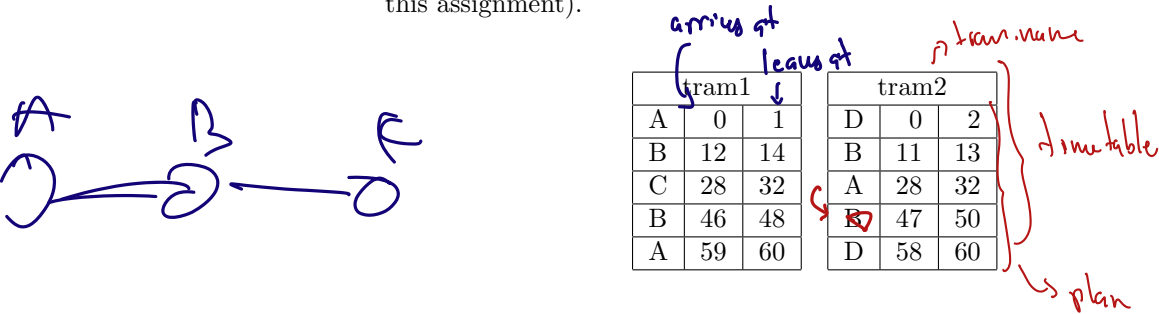 this assignment).
arrives at
leaves at
tram.name
tram1
A 0 1
B 12 14
C 28 32
B 46 48
A 59 60
tram2
D 0 2
B 11 13
A 28 32
B 47 50
D 58 60
timetable
plan
A B C